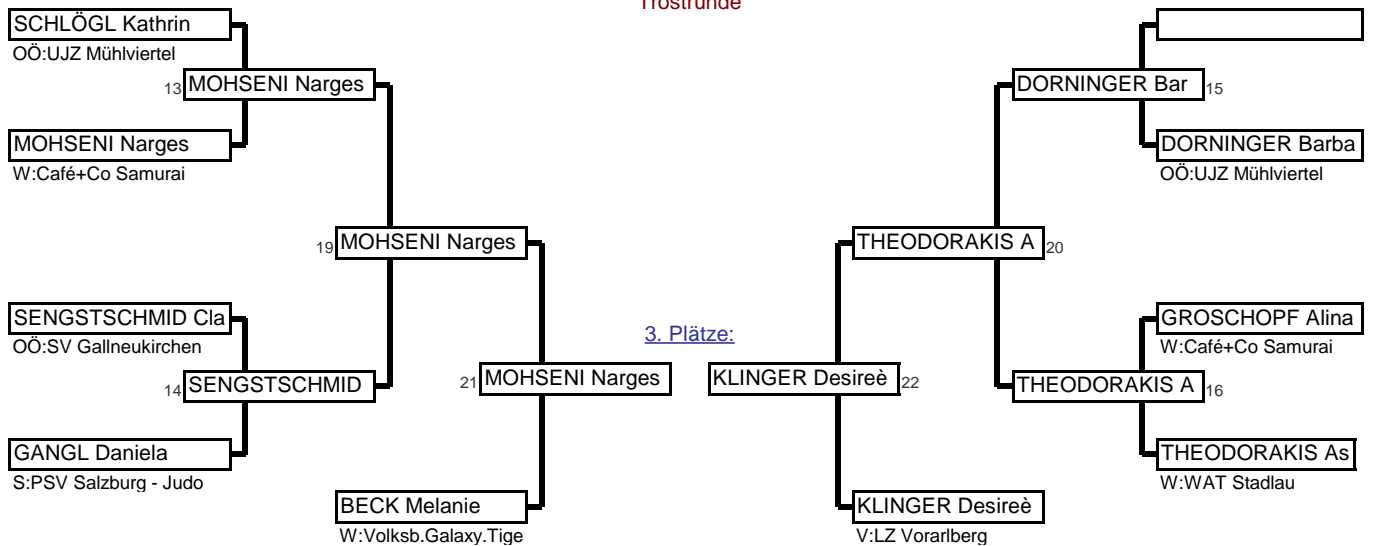 Trostrunde
SCHLÖGL Kathrin
OÖ:UJZ Mühlviertel
13 MOHSENI Narges
MOHSENI Narges
W:Café+Co Samurai
19 MOHSENI Narges
SENGSTSCHMID Cla
OÖ:SV Gallneukirchen
14 SENGSTSCHMID
GANGL Daniela
S:PSV Salzburg - Judo
21 MOHSENI Narges
BECK Melanie
W:Volksb.Galaxy.Tige
3. Plätze:
DORNINGER Bar 15
DORNINGER Barba
OÖ:UJZ Mühlviertel
THEODORAKIS A 20
GROSCHOPF Alina
W:Café+Co Samurai
KLINGER Desireè 22
THEODORAKIS A 16
THEODORAKIS As
W:WAT Stadlau
KLINGER Desireè
V:LZ Vorarlberg